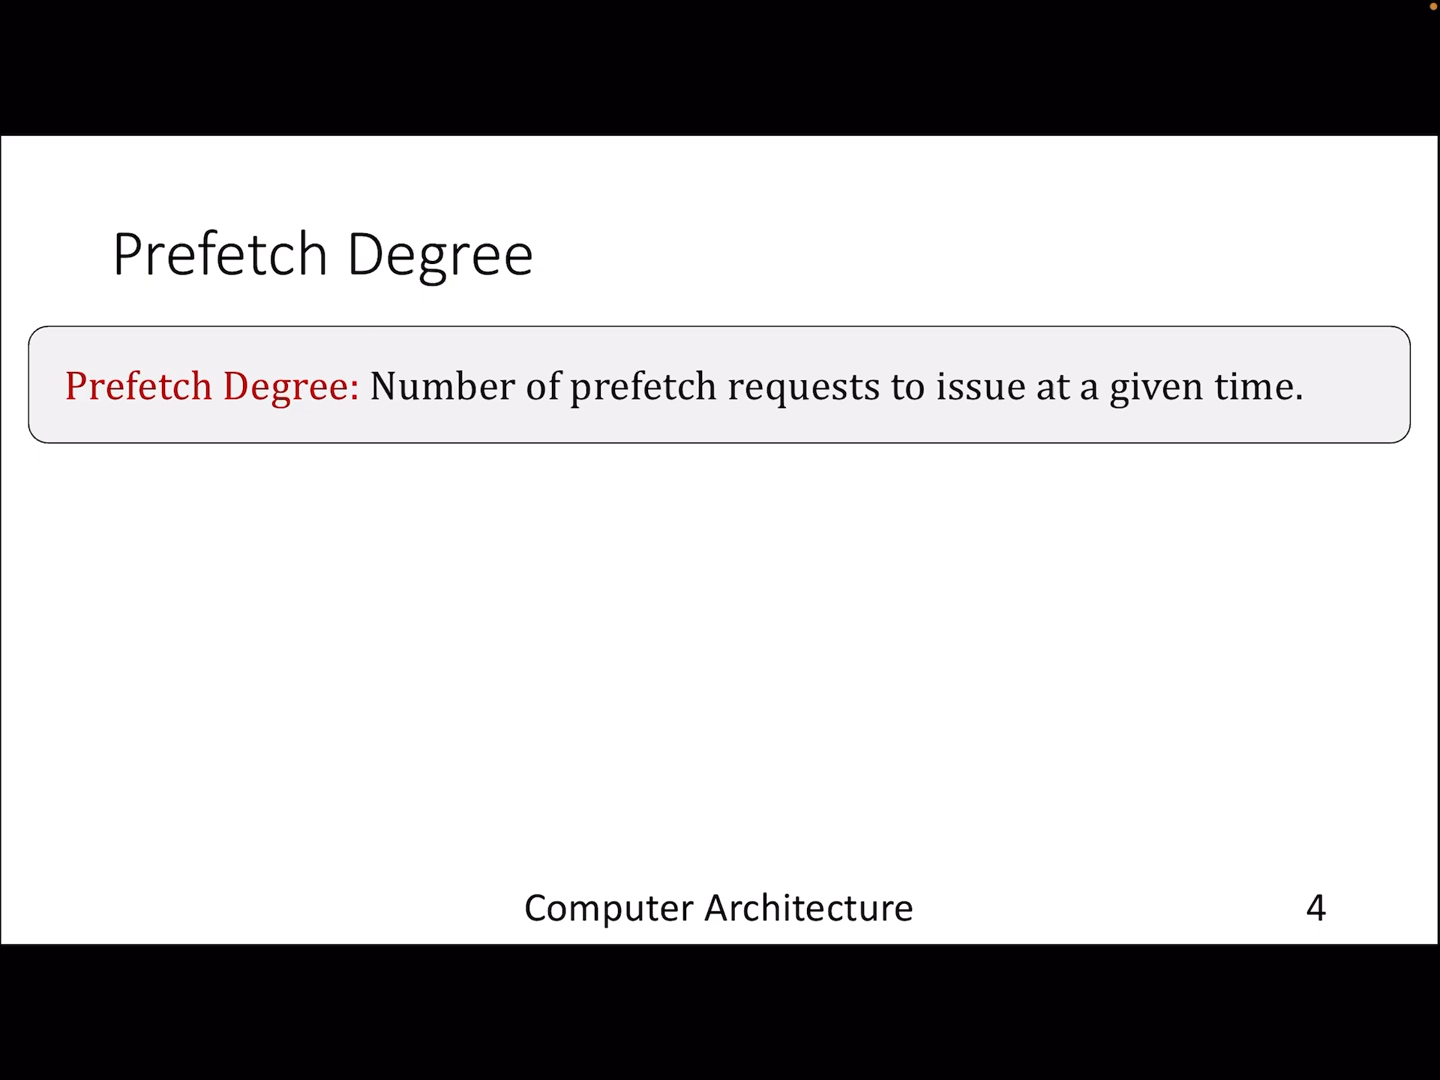 Prefetch Degree
Prefetch Degree: Number of prefetch requests to issue at a given time.
Computer Architecture
4